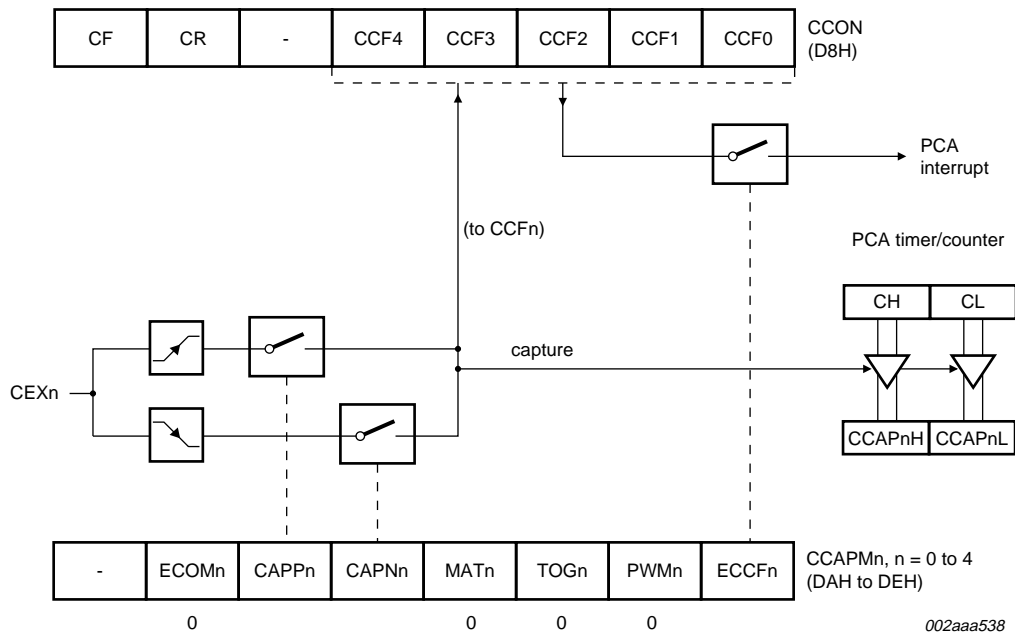 CF CR - CCF4 CCF3 CCF2 CCF1 CCF0
CCON
(D8H)
PCA
interrupt
(to CCFn)
PCA timer/counter
CH CL
capture
CEXn
CCAPnH CCAPnL
- ECOMn CAPPn CAPNn MATn TOGn PWMn ECCFn
CCAPMn, n = 0 to 4
(DAH to DEH)
0 0 0 0
002aaa538